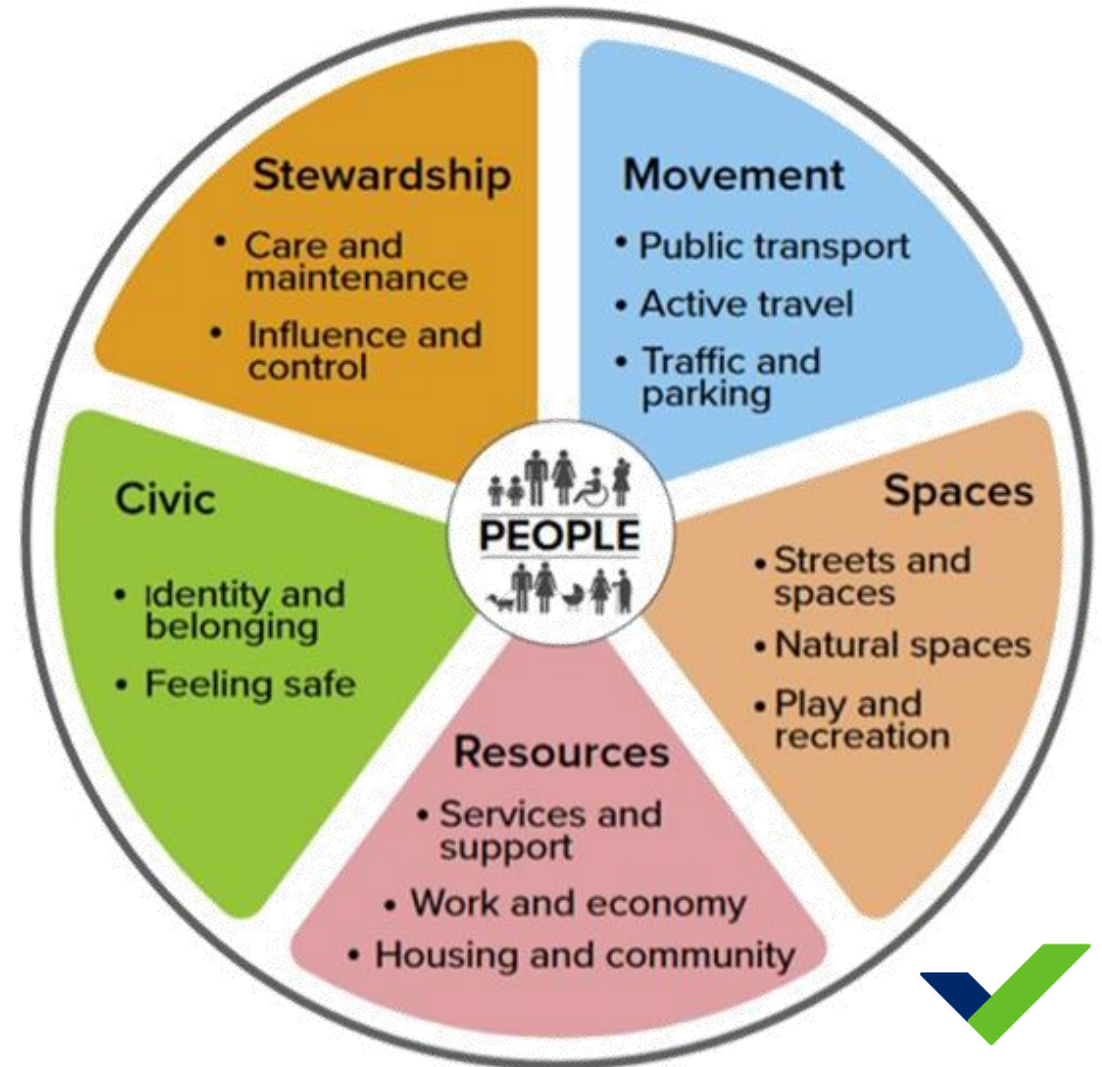 Stewardship
• Care and
maintenance
• Influence and
control
Movement
• Public transport
• Active travel
• Traffic and
parking
Spaces
• Streets and
spaces
• Natural spaces
• Play and
recreation
Resources
• Services and
support
• Work and economy
• Housing and community
Civic
• Identity and
belonging
• Feeling safe
PEOPLE